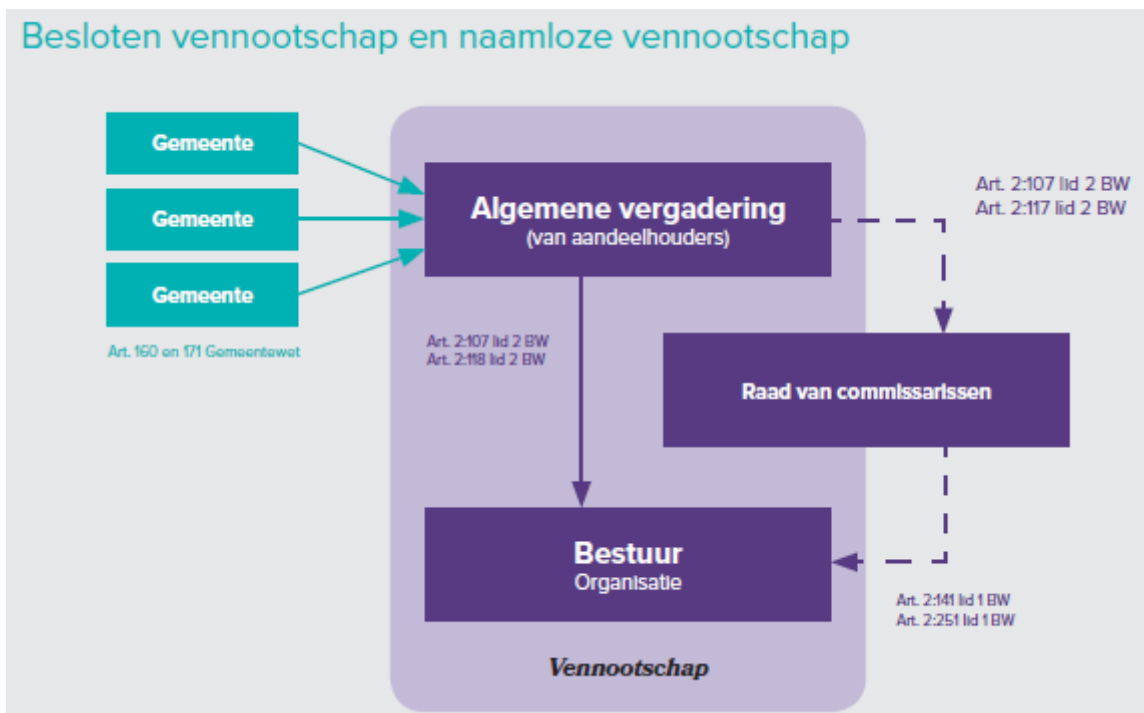 Besloten vennootschap en naamloze vennootschap
Gemeente
Gemeente
Gemeente
Art. 160 en 171 Gemeentewet
Algemene vergadering
(van aandeelhouders)
Art. 2:107 lid 2 BW
Art. 2:117 lid 2 BW
Art. 2:107 lid 2 BW
Art. 2:118 lid 2 BW
Raad van commissarissen
Bestuur
Organisatie
Art. 2:141 lid 1 BW
Art. 2:251 lid 1 BW
Vennootschap